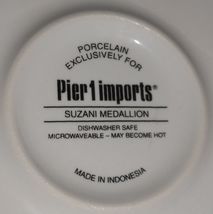 PORCELAIN
EXCLUSIVELY FOR
Pier 1 imports®
SUZANI MEDALLION
DISHWASHER SAFE
MICROWAVEABLE – MAY BECOME HOT
MADE IN INDONESIA